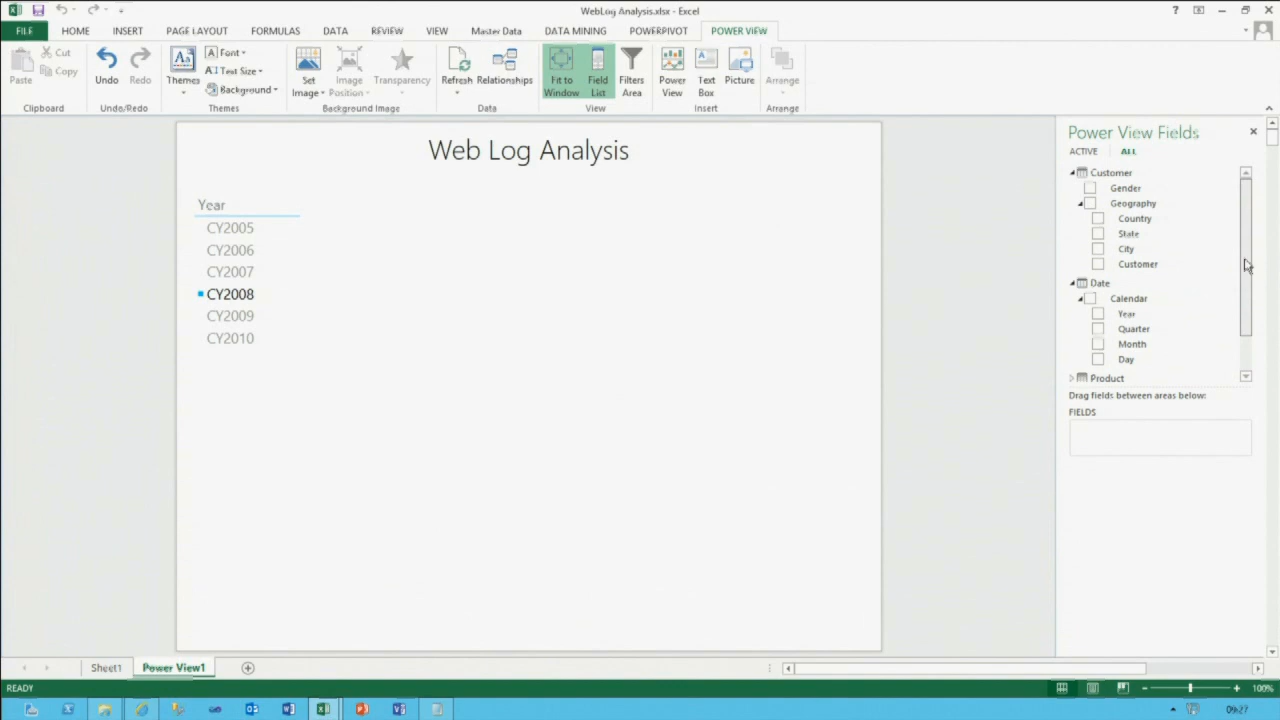 WebLog Analysis.xlsx - Excel
FILE HOME INSERT PAGE LAYOUT FORMULAS DATA REVIEW VIEW Master Data DATA MINING POWERPIVOT POWER VIEW
Paste
Cut
Copy
Clipboard
Undo Redo
Undo/Redo
Themes
Font
Text Size
Background
Themes
Set Image
Image Position
Transparency
Background Image
Refresh Relationships
Data
Fit to Window
Field List
Filters Area
View
Power View
Text Box
Picture
Insert
Arrange
Arrange
Web Log Analysis
Year
CY2005
CY2006
CY2007
CY2008
CY2009
CY2010
Power View Fields
ACTIVE ALL
Customer
Gender
Geography
Country
State
City
Customer
Date
Calendar
Year
Quarter
Month
Day
Product
Drag fields between areas below:
FIELDS
Sheet1 Power View1
READY
100%
09:27